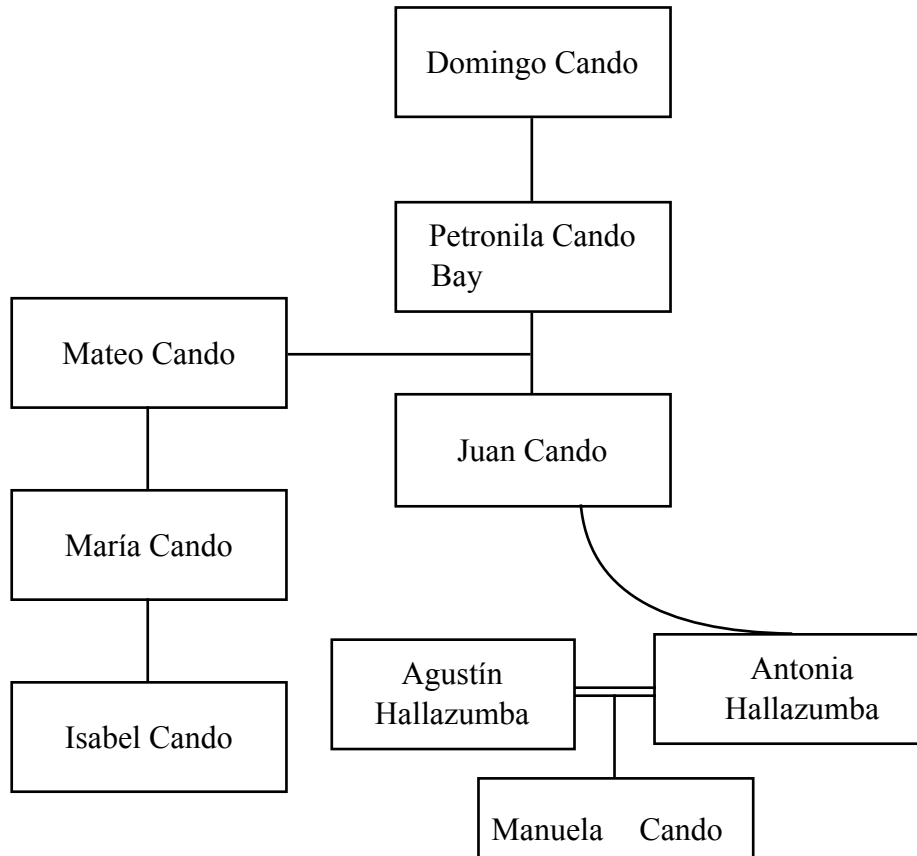 Domingo Cando
Petronila Cando
Bay
Mateo Cando
Juan Cando
María Cando
Agustín
Hallazumba
Antonia
Hallazumba
Isabel Cando
Manuela Cando